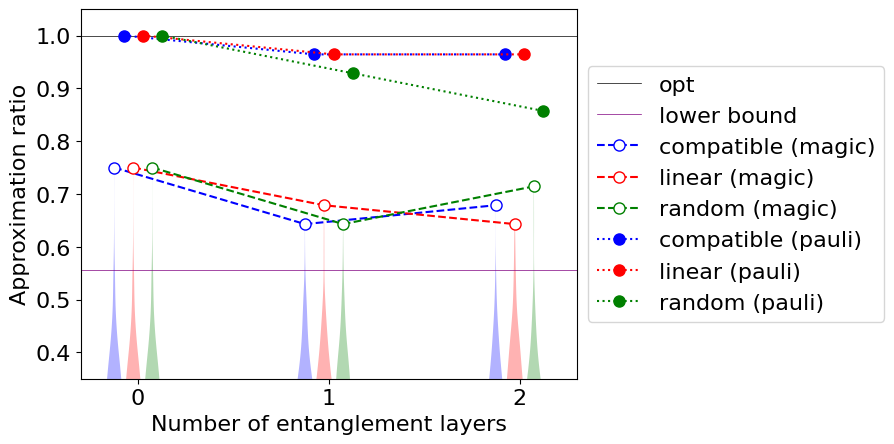 1.0
0.9
0.8
0.7
0.6
0.5
0.4
Approximation ratio
0 1 2
Number of entanglement layers
opt
lower bound
compatible (magic)
linear (magic)
random (magic)
compatible (pauli)
linear (pauli)
random (pauli)